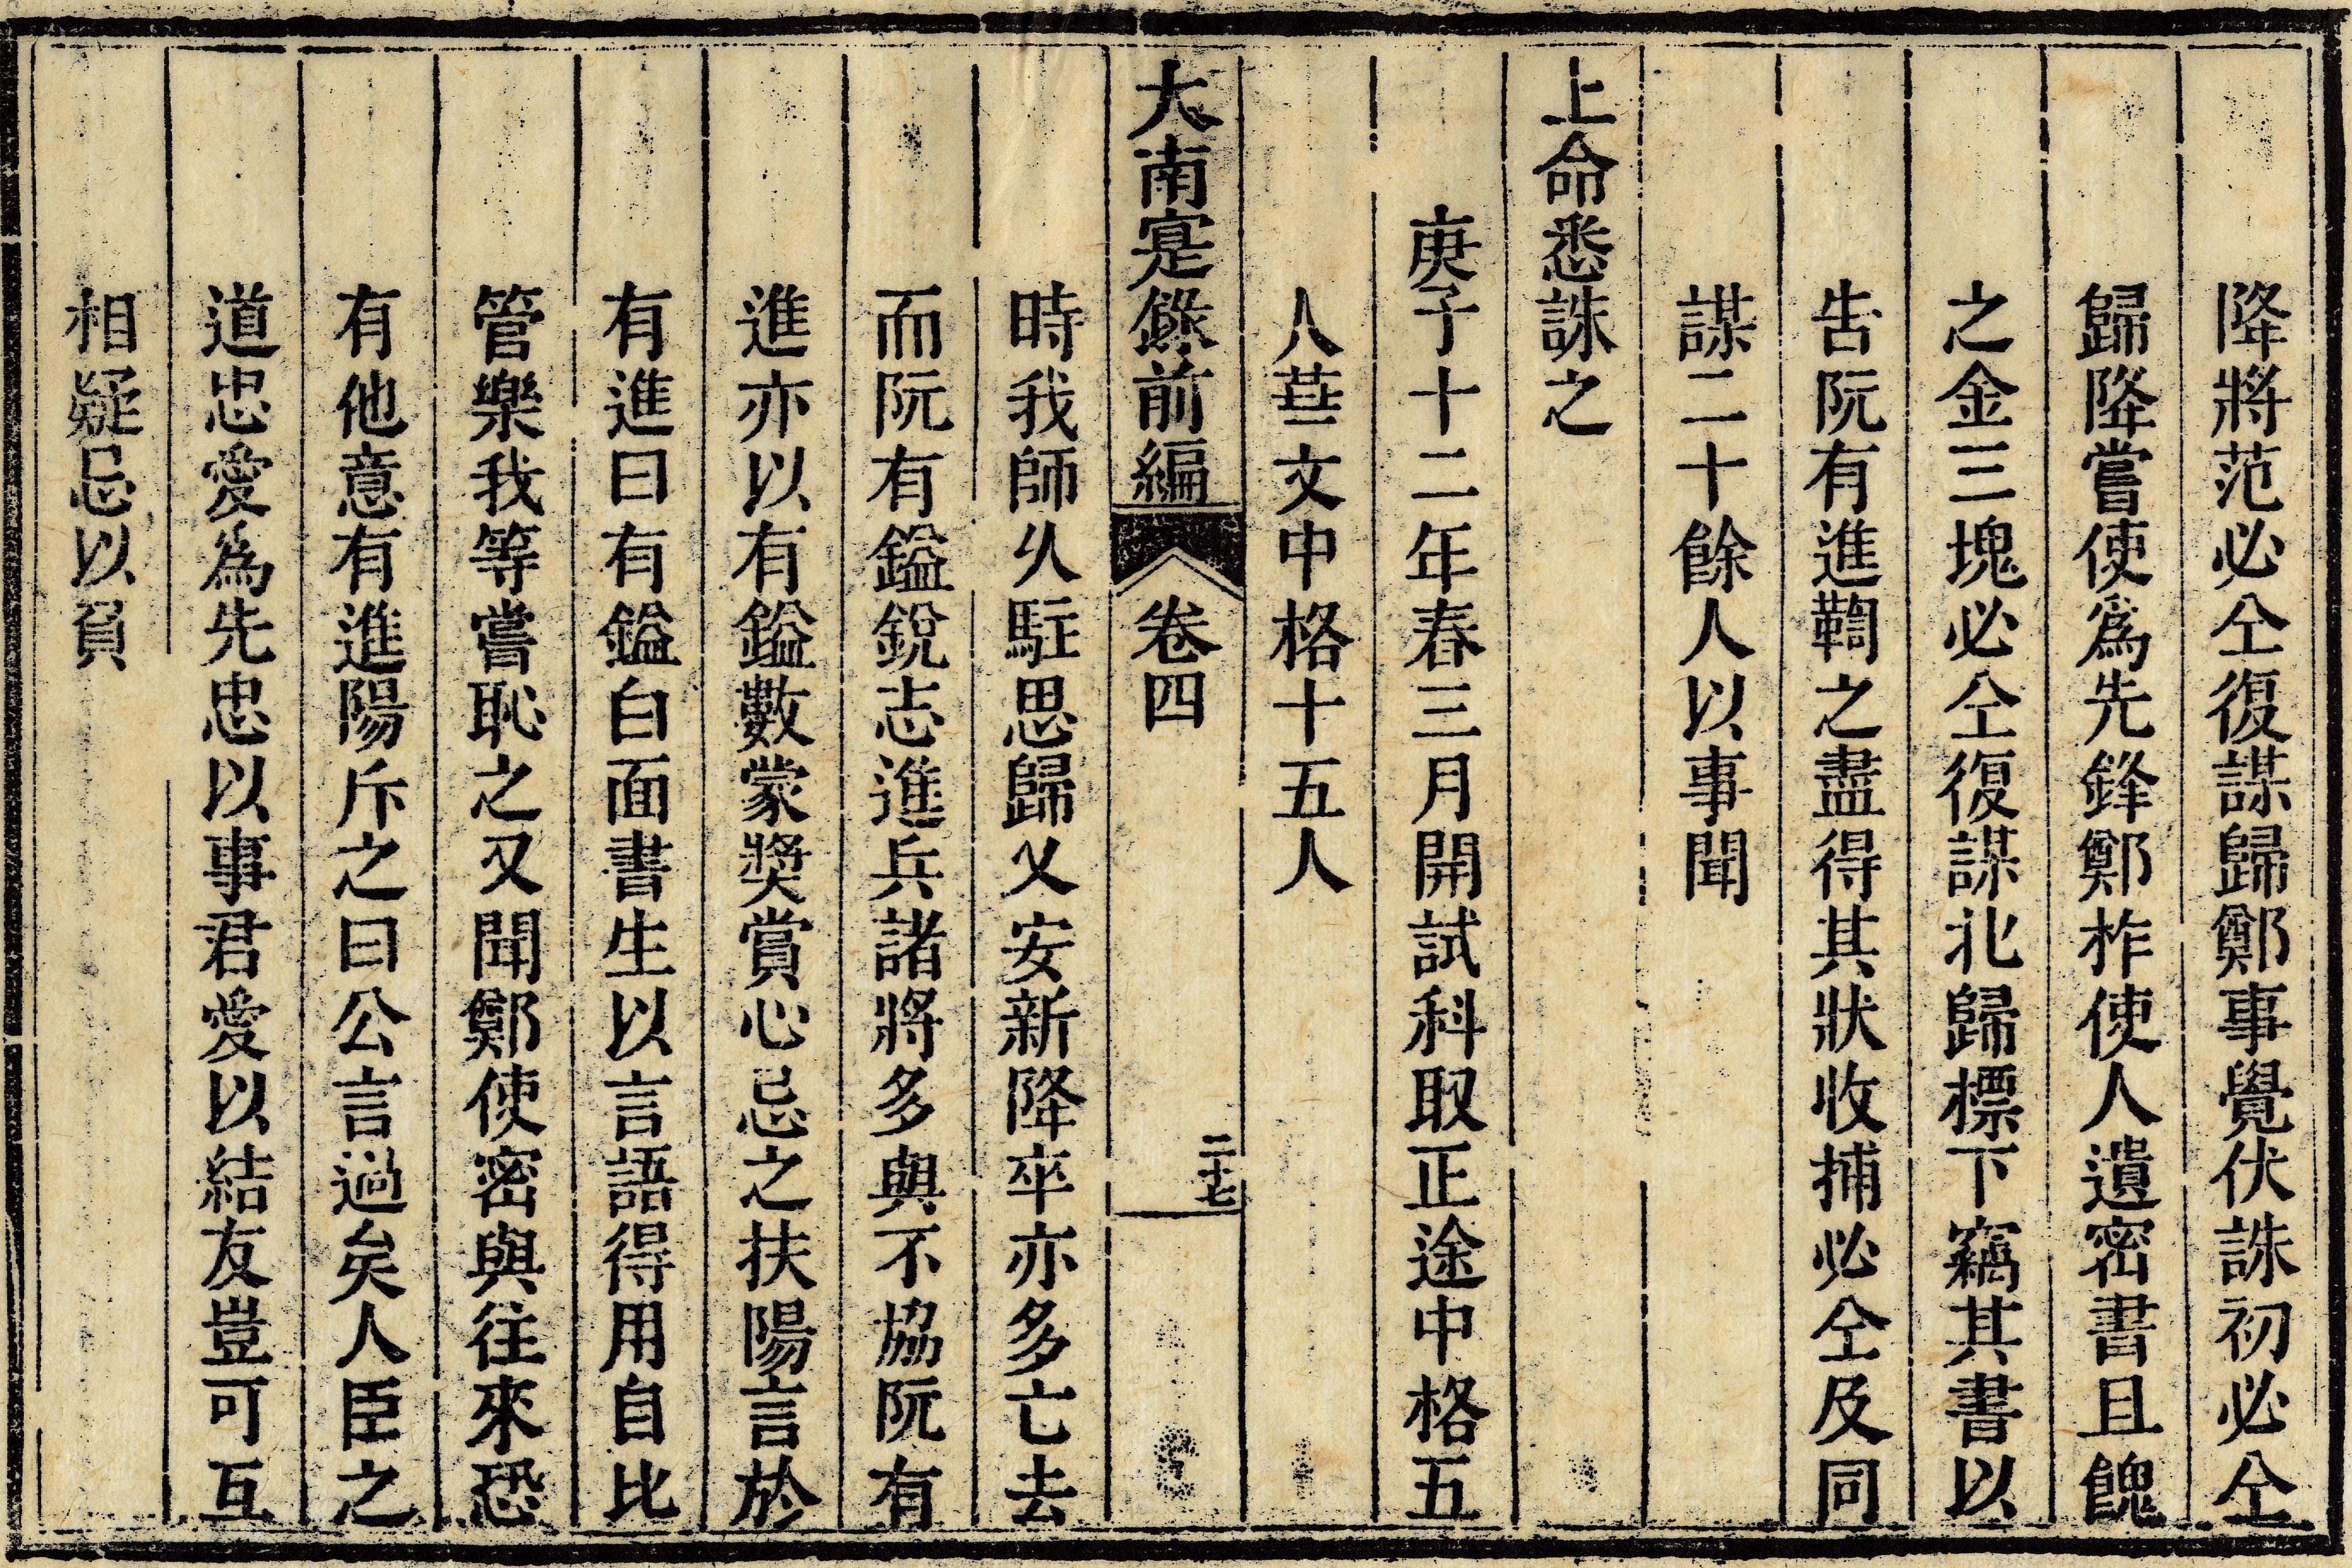 降將范必仝復謀歸鄭事覺伏誅初必仝
歸降嘗使爲先鋒鄭柞使人遺密書且餽
之金三塊必仝復謀北歸標下竊其書以
告阮有進鞫之盡得其狀收捕必仝及同
謀二十餘人以事聞
上命悉誅之
庚子十二年春三月開試科取正途中格五
人華文中格十五人
大南寔錄前編 卷四 二十七
時我師久駐思歸又安新降卒亦多亡去
而阮有鎰銳志進兵諸將多與不協阮有
進亦以有鎰數蒙奬賞心忌之扶陽言於
有進曰有鎰白面書生以言語得用自比
管樂我等嘗恥之又聞鄭使密與往來恐
有他意有進陽斥之曰公言過矣人臣之
道忠愛爲先忠以事君愛以結友豈可互
相疑忌以負